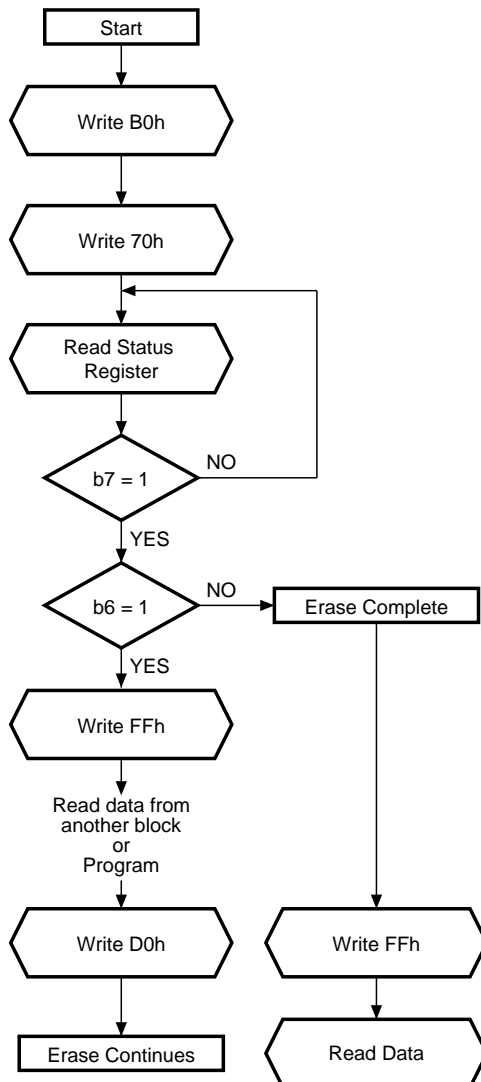 Start
Write B0h
Write 70h
Read Status
Register
b7 = 1
NO
YES
b6 = 1
NO
Erase Complete
YES
Write FFh
Read data from
another block
or
Program
Write D0h
Write FFh
Erase Continues
Read Data